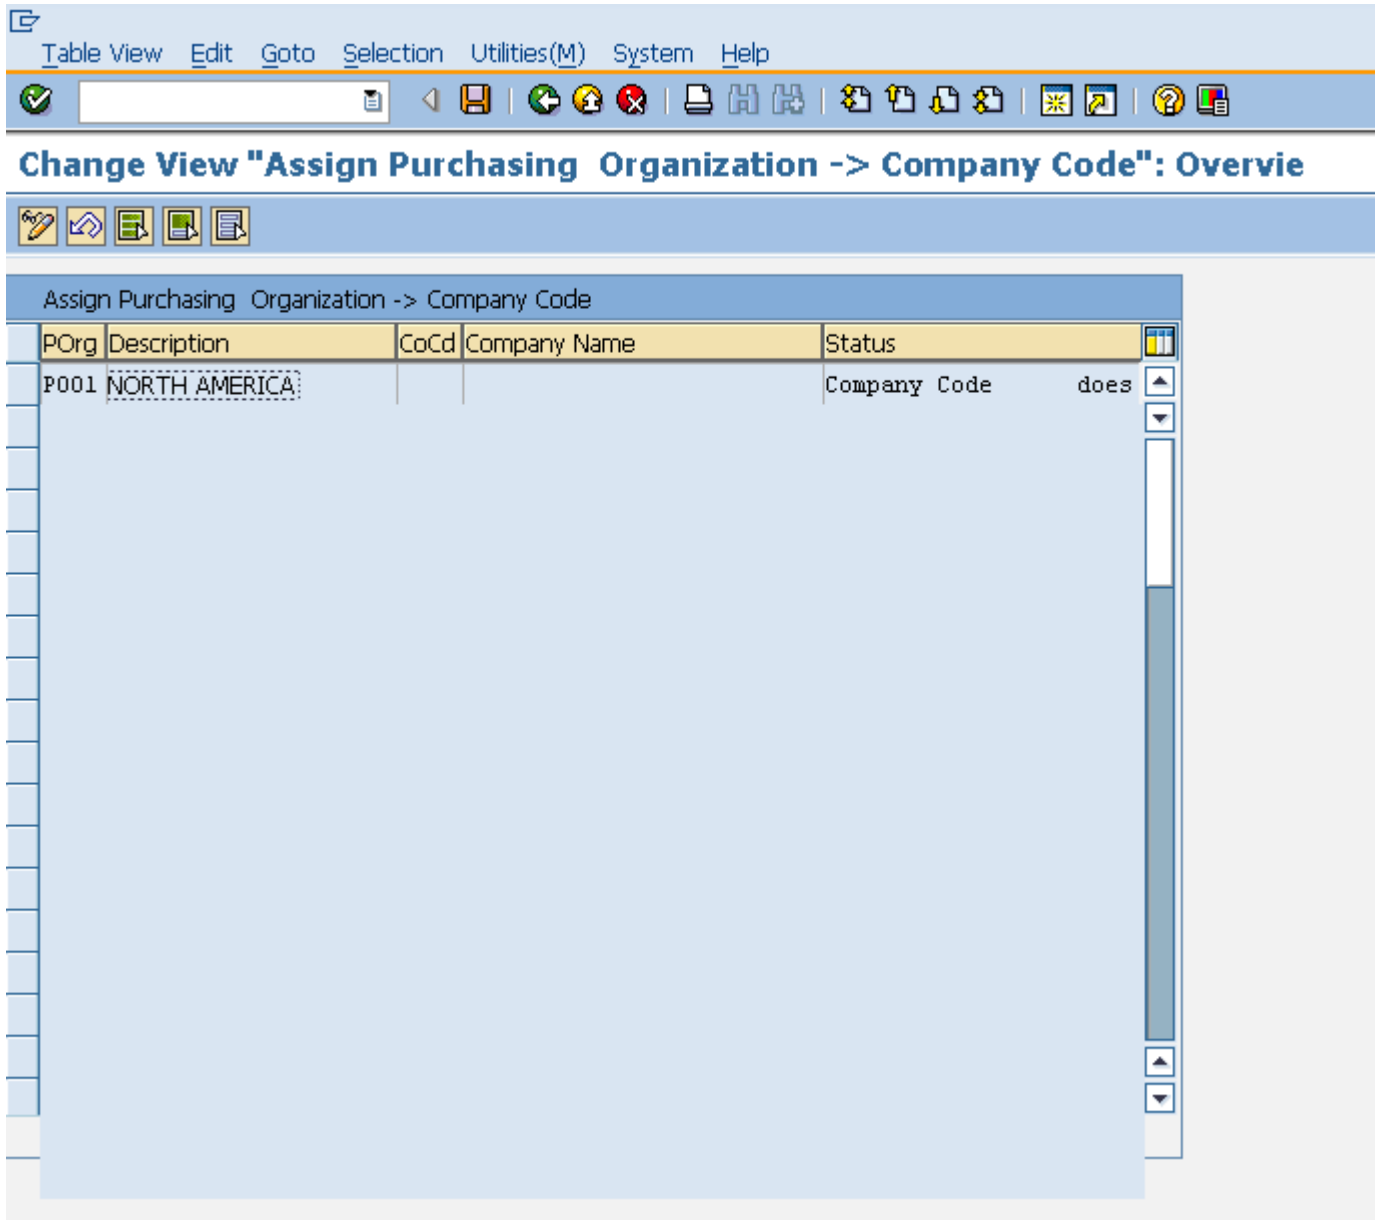 Table View Edit Goto Selection Utilities(M) System Help
Change View "Assign Purchasing  Organization -> Company Code": Overvie
Assign Purchasing  Organization -> Company Code
POrg Description CoCd Company Name Status
P001 NORTH AMERICA Company Code does